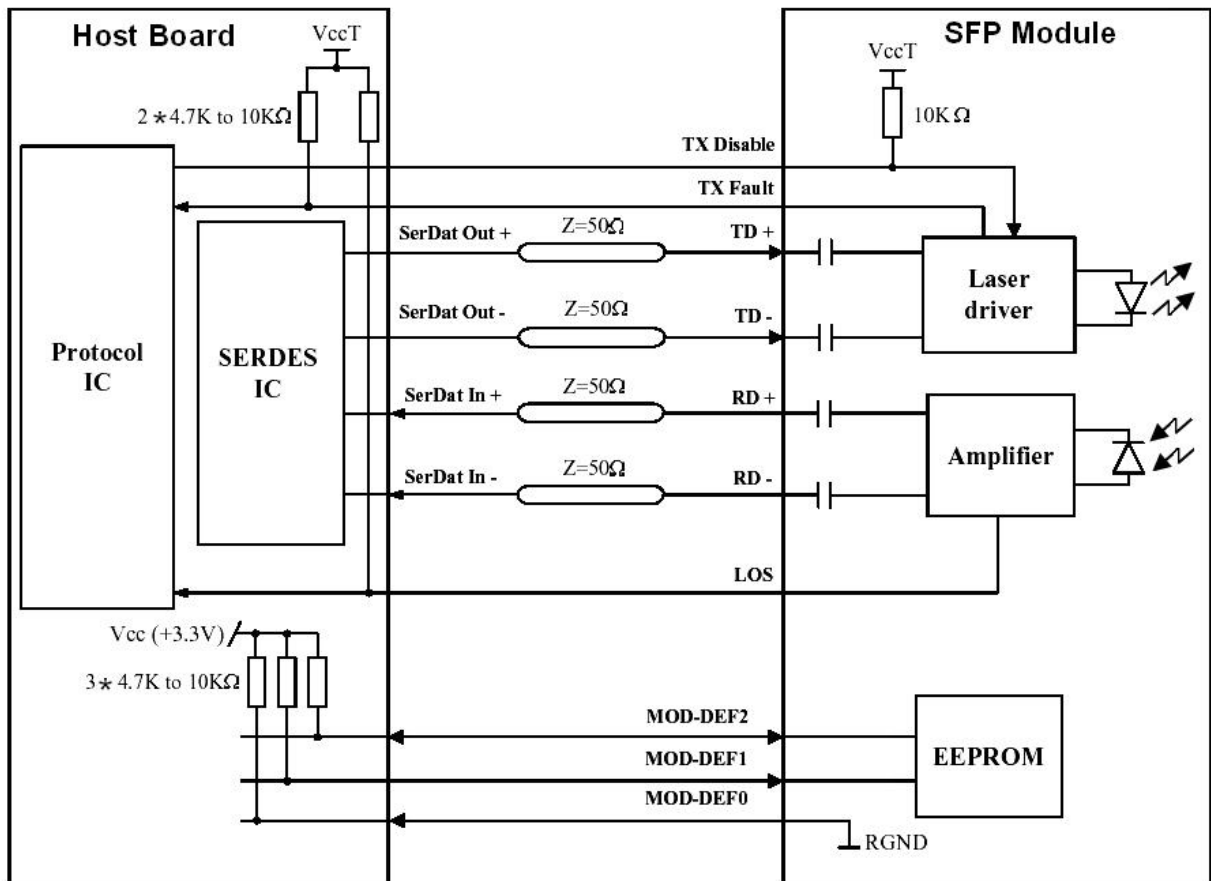 Host Board
SFP Module
VccT
VccT
2*4.7K to 10KΩ
10K Ω
TX Disable
TX Fault
SerDat Out +
Z=50Ω
TD +
Laser driver
SerDat Out -
Z=50Ω
TD -
Protocol IC
SERDES IC
SerDat In +
Z=50Ω
RD +
Amplifier
SerDat In -
Z=50Ω
RD -
LOS
Vcc (+3.3V)
3* 4.7K to 10KΩ
MOD-DEF2
MOD-DEF1
EEPROM
MOD-DEF0
RGND